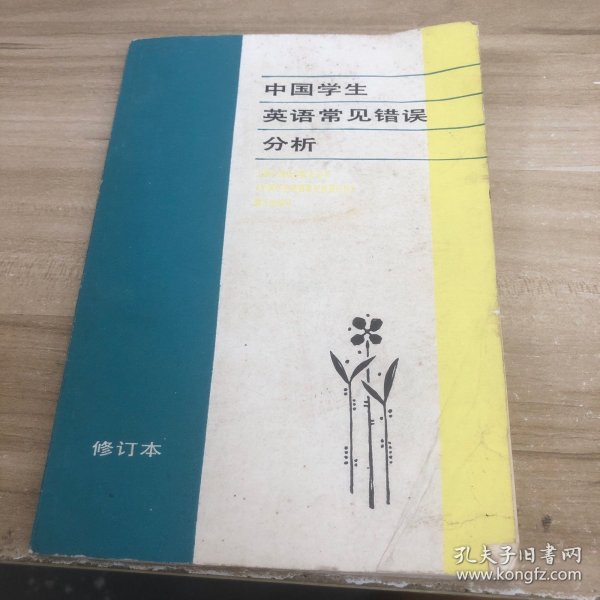 中国学生
英语常见错误
分析
修订本
孔夫子旧书网
www.kongfz.com